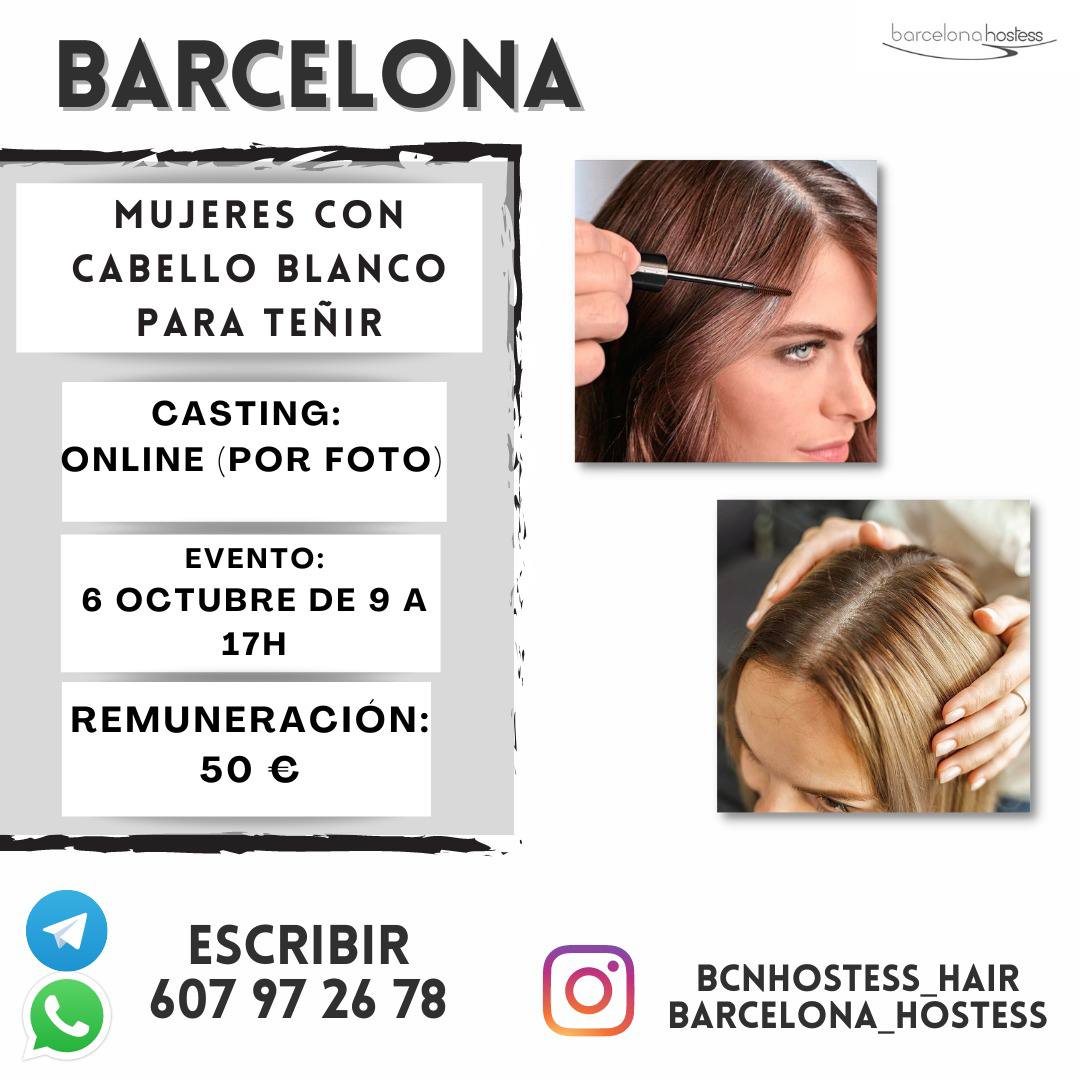 BARCELONA
barcelonahostess
MUJERES CON
CABELLO BLANCO
PARA TEÑIR
CASTING:
ONLINE (POR FOTO)
EVENTO:
6 OCTUBRE DE 9 A
17H
REMUNERACIÓN:
50 €
ESCRIBIR
607 97 26 78
BCNHOSTESS_HAIR
BARCELONA_HOSTESS